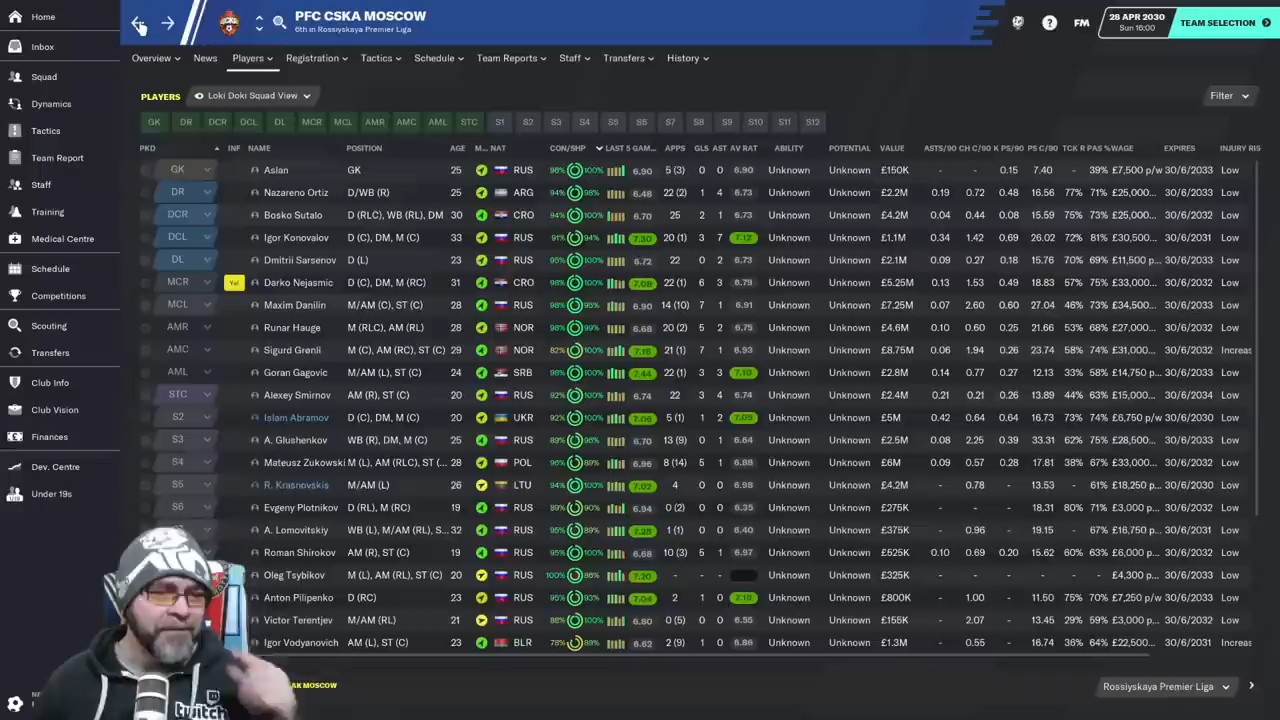 Home
Inbox
Squad
Dynamics
Tactics
Team Report
Staff
Training
Medical Centre
Schedule
Competitions
Scouting
Transfers
Club Info
Club Vision
Finances
Dev. Centre
Under 19s
PFC CSKA MOSCOW
6th in Rossiyskaya Premier Liga
FM
28 APR 2030
Sun 16:00
TEAM SELECTION
Overview News Players Registration Tactics Schedule Team Reports Staff Transfers History
PLAYERS Loki Doki Squad View Filter
GK DR DCR DCL DL MCR MCL AMR AMC AML STC S1 S2 S3 S4 S5 S6 S7 S8 S9 S10 S11 S12
PKD INF NAME POSITION AGE M... NAT CON/SHP LAST 5 GAM... APPS GLS AST AV RAT ABILITY POTENTIAL VALUE ASTS/90 CH C/90 K PS/90 PS C/90 TCK R PAS % WAGE EXPIRES INJURY RIS
GK Aslan GK 25 RUS 96% 100% 6.90 5 (3) 0 0 6.90 Unknown Unknown £150K - - 0.15 7.40 - 39% £7,500 p/w 30/6/2033 Low
DR Nazareno Ortiz D/WB (R) 25 ARG 94% 98% 6.48 22 (2) 1 4 6.73 Unknown Unknown £2.2M 0.19 0.72 0.48 16.56 77% 71% £25,000... 30/6/2033 Low
DCR Bosko Sutalo D (RLC), WB (RL), DM 30 CRO 94% 100% 6.70 25 2 1 6.73 Unknown Unknown £4.2M 0.04 0.44 0.08 15.59 75% 73% £25,000... 30/6/2032 Low
DCL Igor Konovalov D (C), DM, M (C) 33 RUS 91% 94% 7.30 20 (1) 3 7 7.12 Unknown Unknown £1.1M 0.34 1.42 0.69 26.02 72% 81% £30,500... 30/6/2031 Low
DL Dmitrii Sarsenov D (L) 23 RUS 95% 100% 6.72 22 0 2 6.73 Unknown Unknown £2.1M 0.09 0.27 0.18 15.76 70% 69% £11,500 p... 30/6/2033 Low
MCR Yel Darko Nejasmic D (C), DM, M (RC) 31 CRO 98% 100% 7.08 22 (1) 6 3 6.79 Unknown Unknown £5.25M 0.13 1.53 0.49 18.83 57% 75% £33,000... 30/6/2032 Low
MCL Maxim Danilin M/AM (C), ST (C) 28 RUS 98% 95% 6.90 14 (10) 7 1 6.91 Unknown Unknown £7.25M 0.07 2.60 0.60 27.04 46% 73% £34,500... 30/6/2033 Low
AMR Runar Hauge M (RLC), AM (RL) 28 NOR 98% 99% 6.68 20 (2) 5 2 6.75 Unknown Unknown £4.6M 0.10 0.60 0.25 21.66 53% 68% £27,000... 30/6/2032 Low
AMC Sigurd Grønli M (C), AM (RC), ST (C) 29 NOR 82% 100% 7.16 21 (1) 7 1 6.93 Unknown Unknown £8.75M 0.06 1.94 0.26 23.74 58% 74% £31,000... 30/6/2032 Increas
AML Goran Gagovic M/AM (L), ST (C) 24 SRB 98% 100% 7.44 22 (1) 3 3 7.10 Unknown Unknown £2.8M 0.14 0.77 0.27 12.13 33% 58% £14,750 p... 30/6/2032 Low
STC Alexey Smirnov AM (R), ST (C) 20 RUS 92% 100% 6.74 22 3 4 6.74 Unknown Unknown £2.4M 0.21 0.21 0.26 13.89 44% 63% £15,000... 30/6/2034 Low
S2 Islam Abramov D (C), DM, M (C) 20 UKR 92% 100% 7.06 5 (1) 1 2 7.05 Unknown Unknown £5M 0.42 0.64 0.64 16.73 73% 74% £6,750 p/w 30/6/2030 Low
S3 A. Glushenkov WB (R), DM, M (C) 25 RUS 89% 96% 6.70 13 (9) 0 1 6.64 Unknown Unknown £2.5M 0.08 2.25 0.39 33.31 62% 75% £28,500... 30/6/2033 Low
S4 Mateusz Zukowski M (L), AM (RLC), ST (... 28 POL 96% 89% 6.96 8 (14) 5 1 6.88 Unknown Unknown £6M 0.09 0.57 0.28 17.81 38% 67% £33,000... 30/6/2032 Low
S5 R. Krasnovskis M/AM (L) 26 LTU 94% 100% 7.02 4 0 0 6.98 Unknown Unknown £4.2M - 0.78 - 13.53 - 61% £18,250 p... 30/6/2030 Low
S6 Evgeny Plotnikov D (RL), M (RC) 19 RUS 89% 90% 6.94 0 (2) 0 0 6.35 Unknown Unknown £275K - - - 18.31 80% 71% £3,000 p... 30/6/2033 Low
A. Lomovitskiy WB (L), M/AM (RL), S... 32 RUS 95% 89% 7.28 1 (1) 0 0 6.40 Unknown Unknown £375K - 0.96 - 19.15 - 67% £16,750 p... 30/6/2031 Low
Roman Shirokov AM (R), ST (C) 19 RUS 95% 100% 6.68 10 (3) 5 1 6.97 Unknown Unknown £525K 0.10 0.69 0.20 15.62 60% 63% £6,000 p... 30/6/2033 Low
Oleg Tsybikov M (L), AM (RL), ST (C) 20 RUS 100% 86% 7.20 - - - Unknown Unknown £325K £4,300 p... 30/6/2033 Low
Anton Pilipenko D (RC) 23 RUS 95% 93% 7.04 2 1 0 7.15 Unknown Unknown £800K - 1.00 - 11.50 75% 70% £7,250 p/w 30/6/2033 Low
Victor Terentjev M/AM (RL) 21 RUS 88% 100% 6.80 0 (5) 0 0 6.55 Unknown Unknown £155K - 2.07 - 13.45 29% 59% £3,000 p... 30/6/2032 Low
Igor Vodyanovich AM (L), ST (C) 23 BLR 78% 89% 6.62 2 (9) 1 0 6.86 Unknown Unknown £1.3M - 0.55 - 16.74 36% 64% £22,500... 30/6/2031 Increas
MOSCOW
Rossiyskaya Premier Liga
twitch